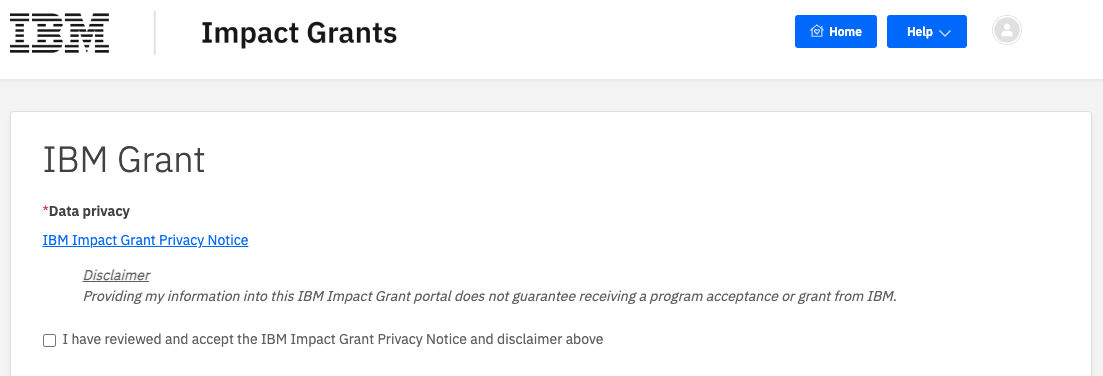 IBM
Impact Grants
Home
Help
IBM Grant
*Data privacy
IBM Impact Grant Privacy Notice
Disclaimer
Providing my information into this IBM Impact Grant portal does not guarantee receiving a program acceptance or grant from IBM.
I have reviewed and accept the IBM Impact Grant Privacy Notice and disclaimer above